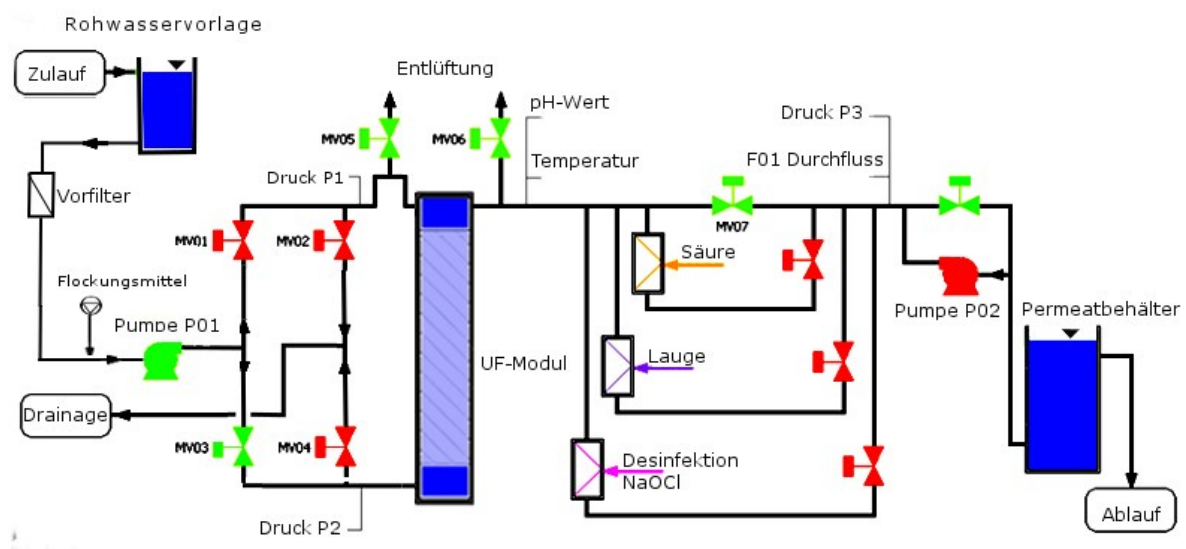 Rohwasservorlage
Zulauf
Entlüftung
pH-Wert
Druck P3
MV05
MV06
Temperatur
F01 Durchfluss
Vorfilter
Druck P1
MV07
MV01
MV02
Säure
Flockungsmittel
Pumpe P01
Pumpe P02
Permeatbehälter
UF-Modul
Lauge
Drainage
MV03
MV04
Desinfektion
NaOCl
Druck P2
Ablauf